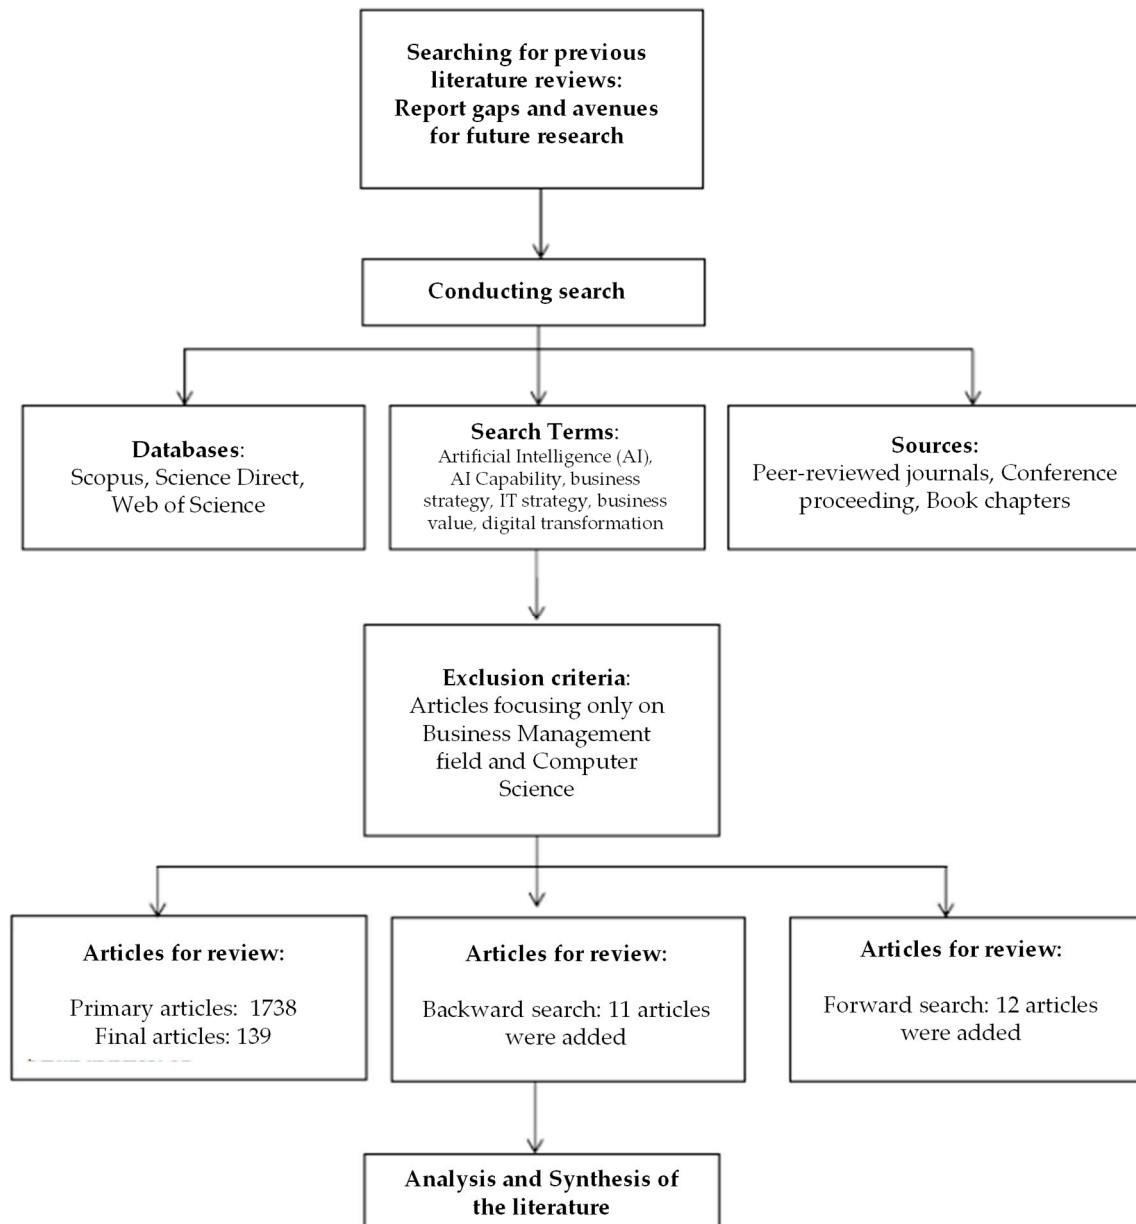 Searching for previous
literature reviews:
Report gaps and avenues
for future research
Conducting search
Databases:
Scopus, Science Direct,
Web of Science
Search Terms:
Artificial Intelligence (AI),
AI Capability, business
strategy, IT strategy, business
value, digital transformation
Sources:
Peer-reviewed journals, Conference
proceeding, Book chapters
Exclusion criteria:
Articles focusing only on
Business Management
field and Computer
Science
Articles for review:
Primary articles: 1738
Final articles: 139
Articles for review:
Backward search: 11 articles
were added
Articles for review:
Forward search: 12 articles
were added
Analysis and Synthesis of
the literature